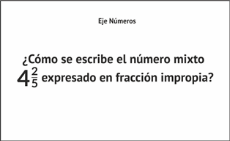 Eje Números
¿Cómo se escribe el número mixto
4 2/5 expresado en fracción impropia?